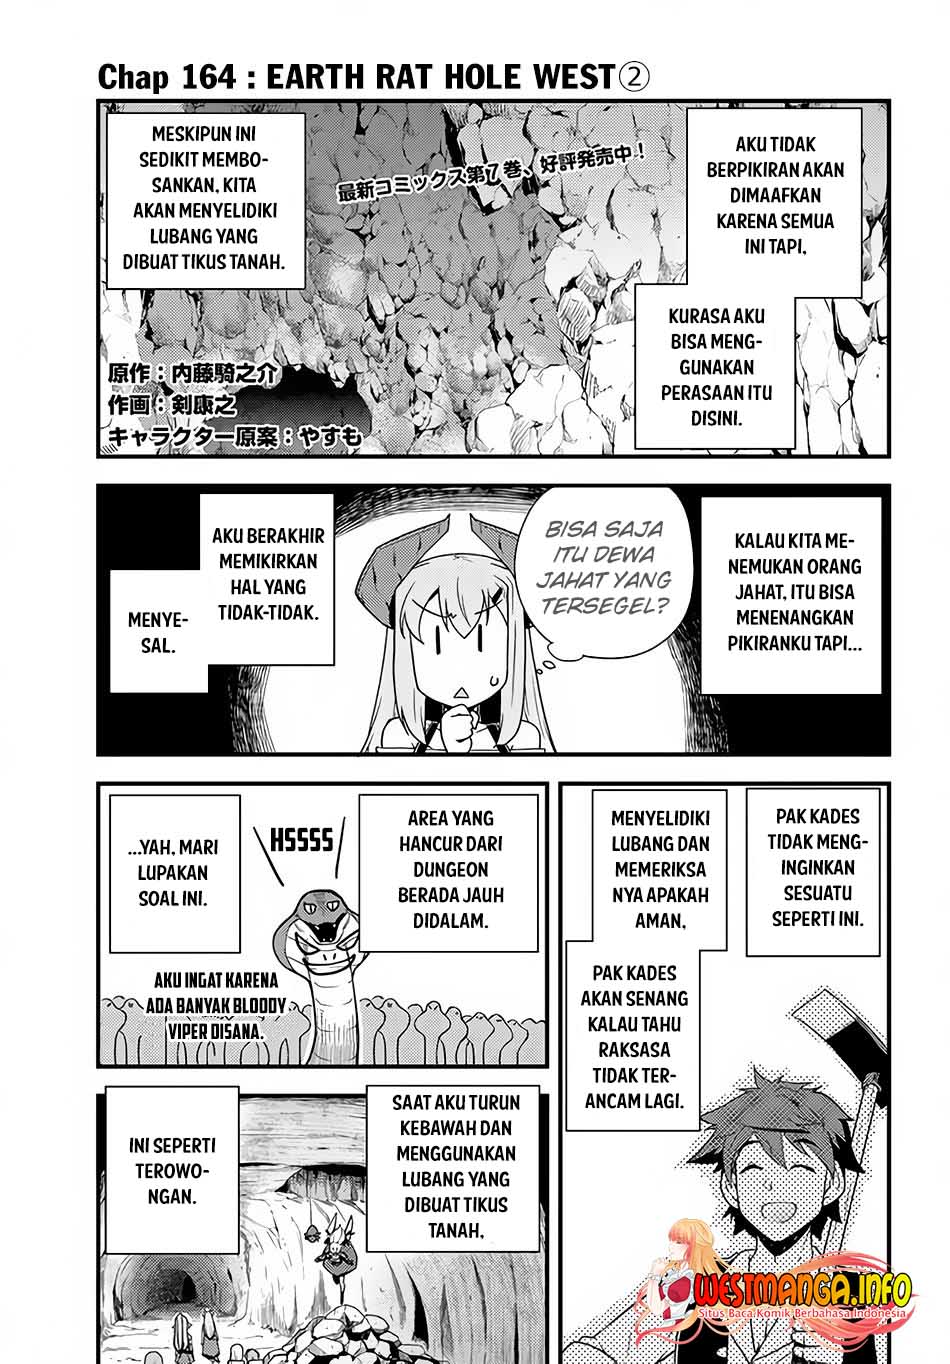 Chap 164 : EARTH RAT HOLE WEST②
AKU TIDAK
BERPIKIRAN AKAN
DIMAAFKAN
KARENA SEMUA
INI TAPI,
KURASA AKU
BISA MENG-
GUNAKAN
PERASAAN ITU
DISINI.
最新コミックス第7巻、好評発売中！
MESKIPUN INI
SEDIKIT MEMBO-
SANKAN, KITA
AKAN MENYELIDIKI
LUBANG YANG
DIBUAT TIKUS TANAH.
原作：内藤騎之介
作画：剣康之
キャラクター原案：やすも
KALAU KITA ME-
NEMUKAN ORANG
JAHAT, ITU BISA
MENENANGKAN
PIKIRANKU TAPI...
BISA SAJA
ITU DEWA
JAHAT YANG
TERSEGEL?
AKU BERAKHIR
MEMIKIRKAN
HAL YANG
TIDAK-TIDAK.
MENYE-
SAL.
PAK KADES
TIDAK MENG-
INGINKAN
SESUATU
SEPERTI INI.
MENYELIDIKI
LUBANG DAN
MEMERIKSA
NYA APAKAH
AMAN,
PAK KADES
AKAN SENANG
KALAU TAHU
RAKSASA
TIDAK TER-
ANCAM LAGI.
AREA YANG
HANCUR DARI
DUNGEON
BERADA JAUH
DIDALAM.
HSSSS
...YAH, MARI
LUPAKAN
SOAL INI.
AKU INGAT KARENA
ADA BANYAK BLOODY
VIPER DISANA.
SAAT AKU TURUN
KEBAWAH DAN
MENGGUNAKAN
LUBANG YANG
DIBUAT TIKUS
TANAH,
INI SEPERTI
TEROWO-
NGAN.
WESTMANGA.INFO
Situs Baca Komik Berbahasa Indonesia